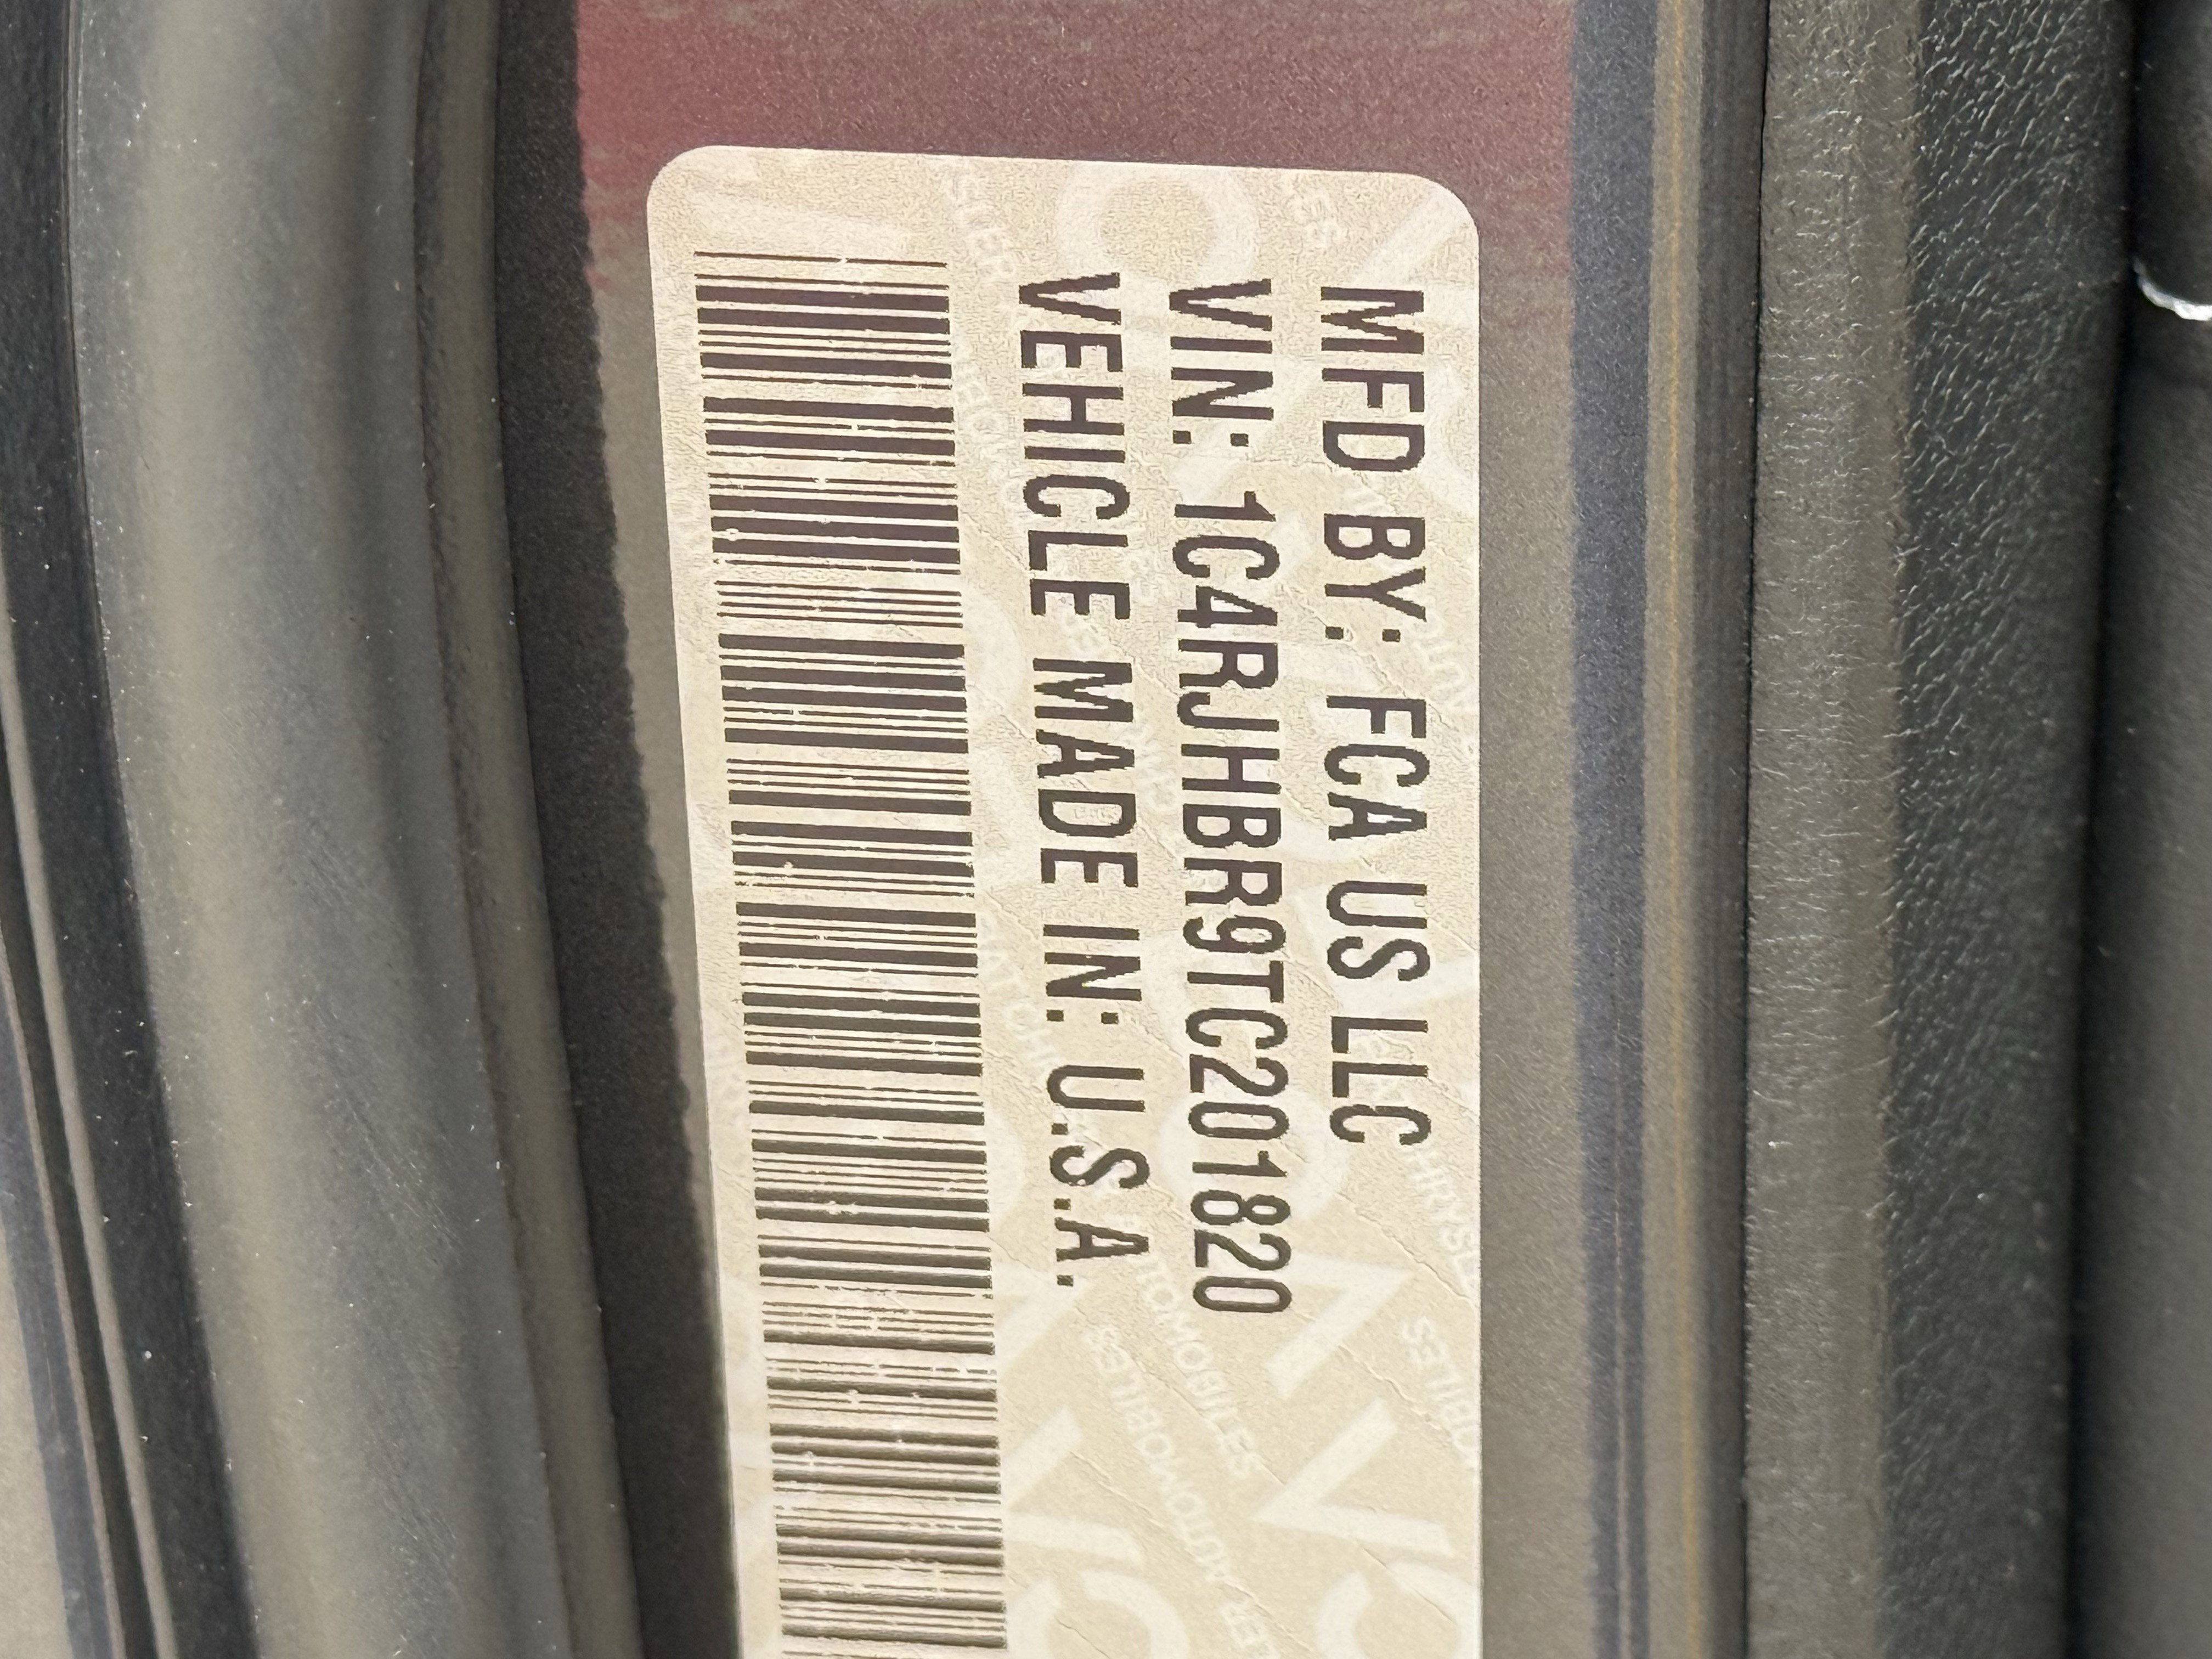 MFD BY: FCA US LLC
VIN: 1C4RJHBR9TC201820
VEHICLE MADE IN: U.S.A.